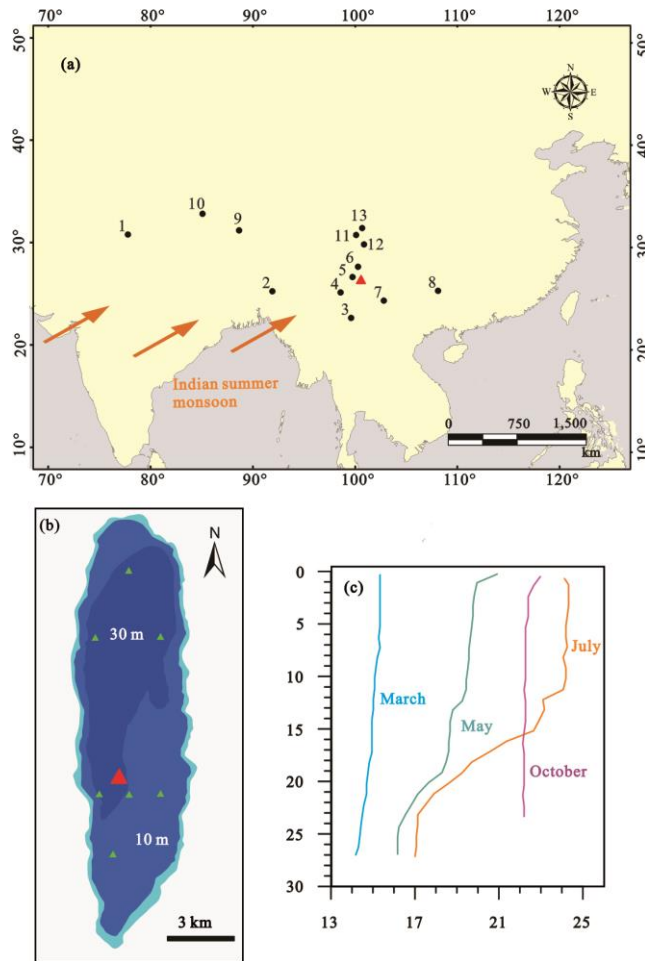 70° 80° 90° 100° 110° 120°
(a)
N
W E
S
50° 50°
40° 40°
30° 30°
20° 20°
10° 10°
10
1
9
13
11
12
6
5
2
4
7
8
3
Indian summer
monsoon
0 750 1,500
km
70° 80° 90° 100° 110° 120°
(b)
N
30 m
10 m
3 km
(c)
0
5
10
15
20
25
30
March
May
July
October
13 17 21 25